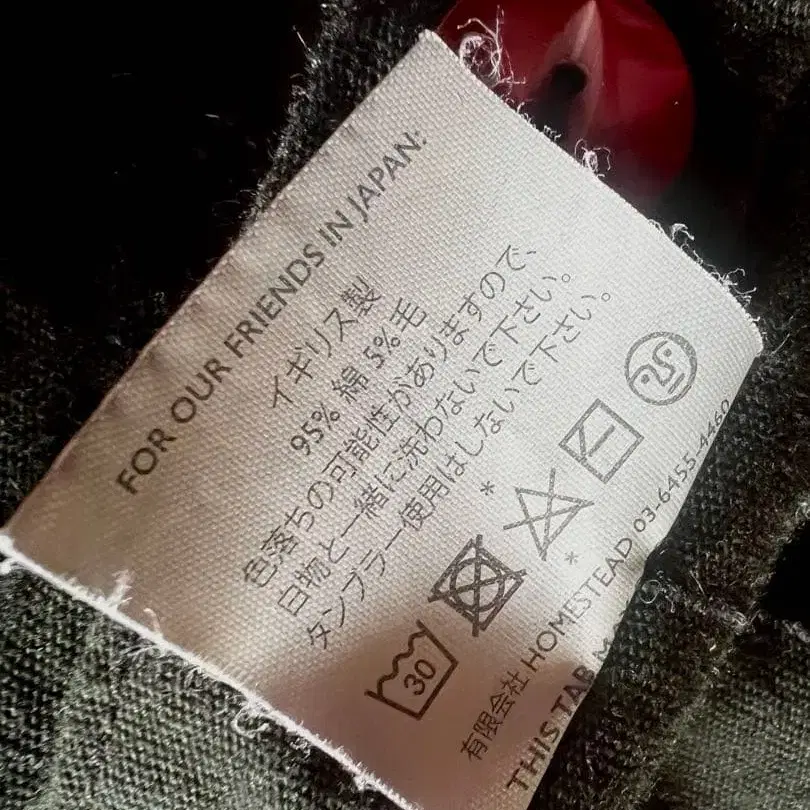 FOR OUR FRIENDS IN JAPAN:
イギリス製
95% 綿 5% 毛
色落ちの可能性がありますので、
白物と一緒に洗わないで下さい。
タンブラー使用はしないで下さい。
*
*
30
有限会社 HOMESTEAD 03-6455-4460
THIS TAB